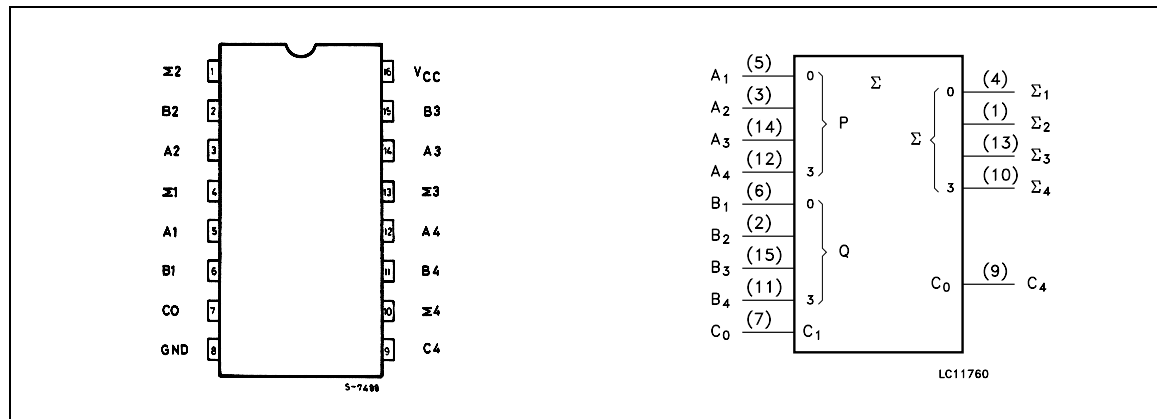 Σ2 1 16 VCC
B2 2 15 B3
A2 3 14 A3
Σ1 4 13 Σ3
A1 5 12 A4
B1 6 11 B4
CO 7 10 Σ4
GND 8 9 C4
S-7499
Σ
A1 (5) 0
A2 (3)
A3 (14)
A4 (12) 3
P
B1 (6) 0
B2 (2)
B3 (15)
B4 (11) 3
Q
C0 (7) C1
Σ
0 (4) Σ1
(1) Σ2
(13) Σ3
3 (10) Σ4
C0 (9) C4
LC11760